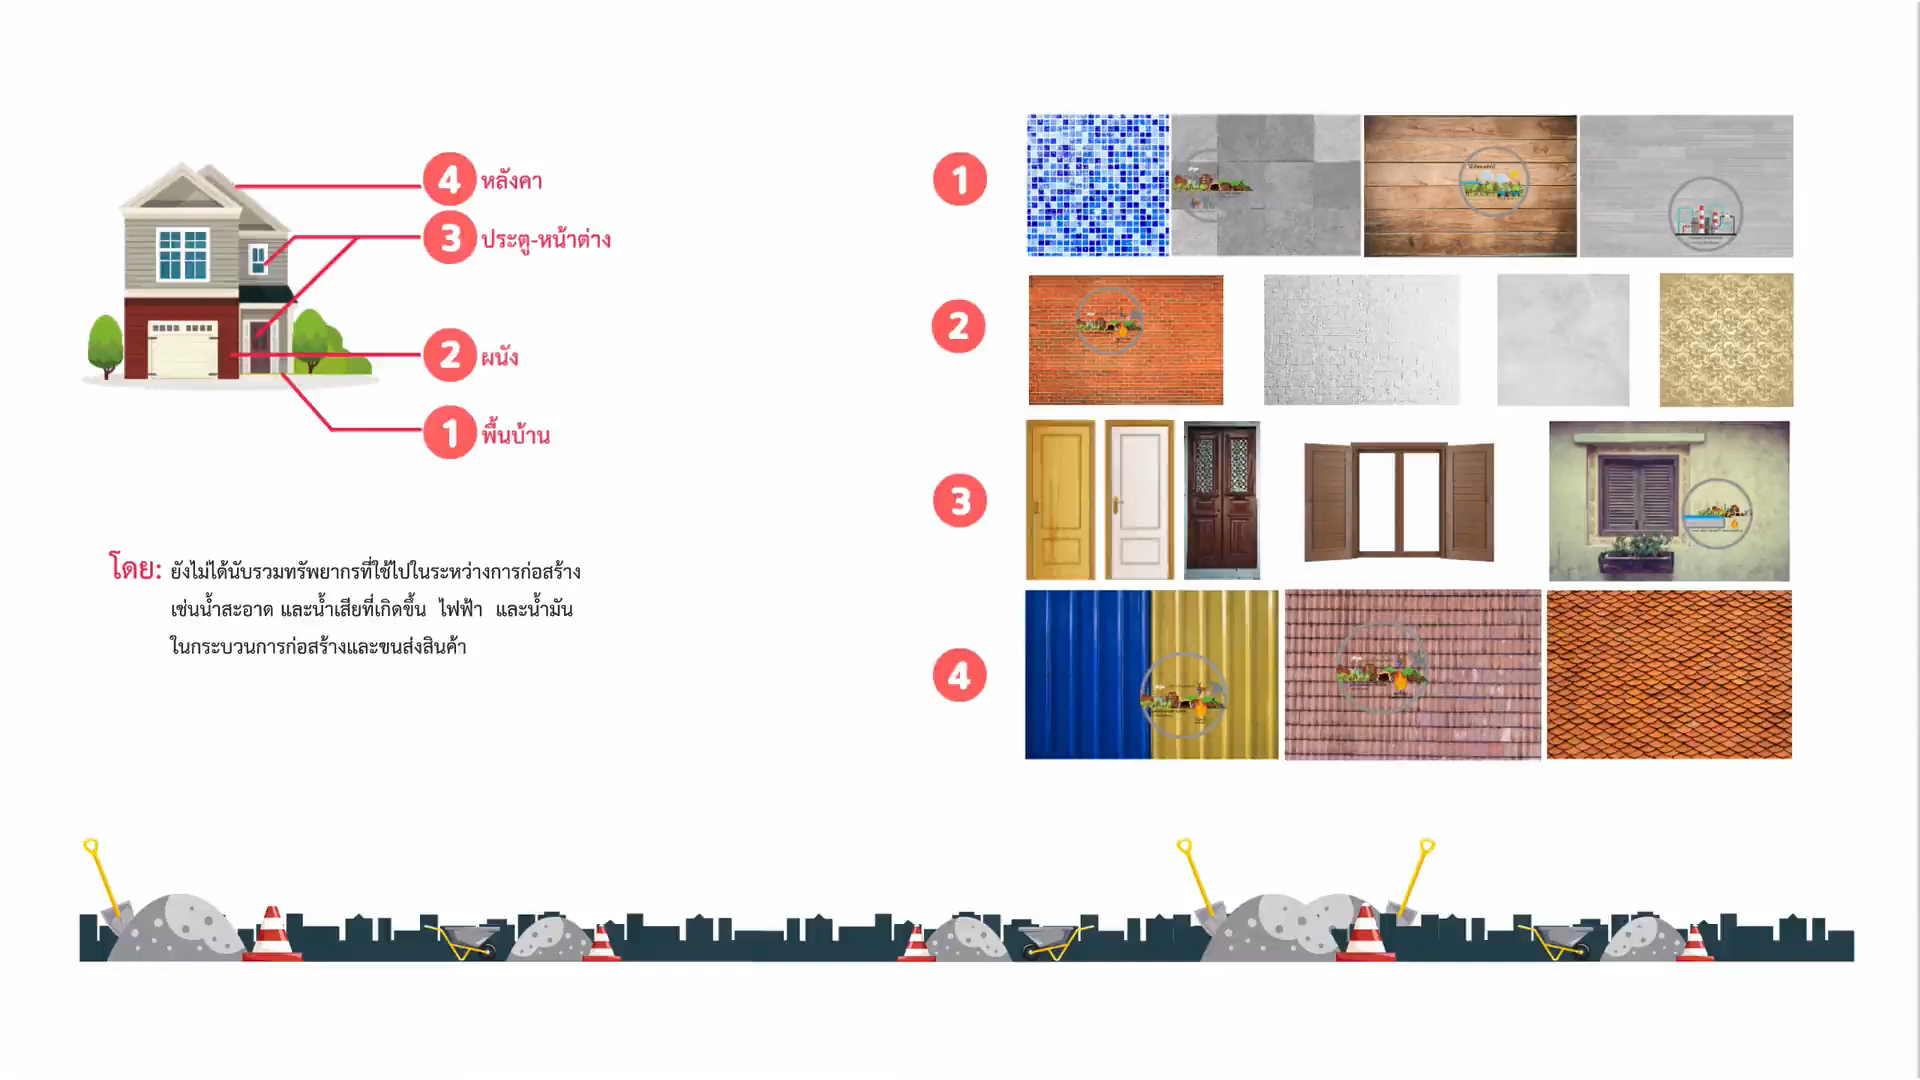 4 หลังคา
3 ประตู-หน้าต่าง
2 ผนัง
1 พื้นบ้าน
โดย: ยังไม่ได้นับรวมทรัพยากรที่ใช้ไปในระหว่างการก่อสร้าง
เช่นน้ำสะอาด และน้ำเสียที่เกิดขึ้น ไฟฟ้า และน้ำมัน
ในกระบวนการก่อสร้างและขนส่งสินค้า
1
2
3
4